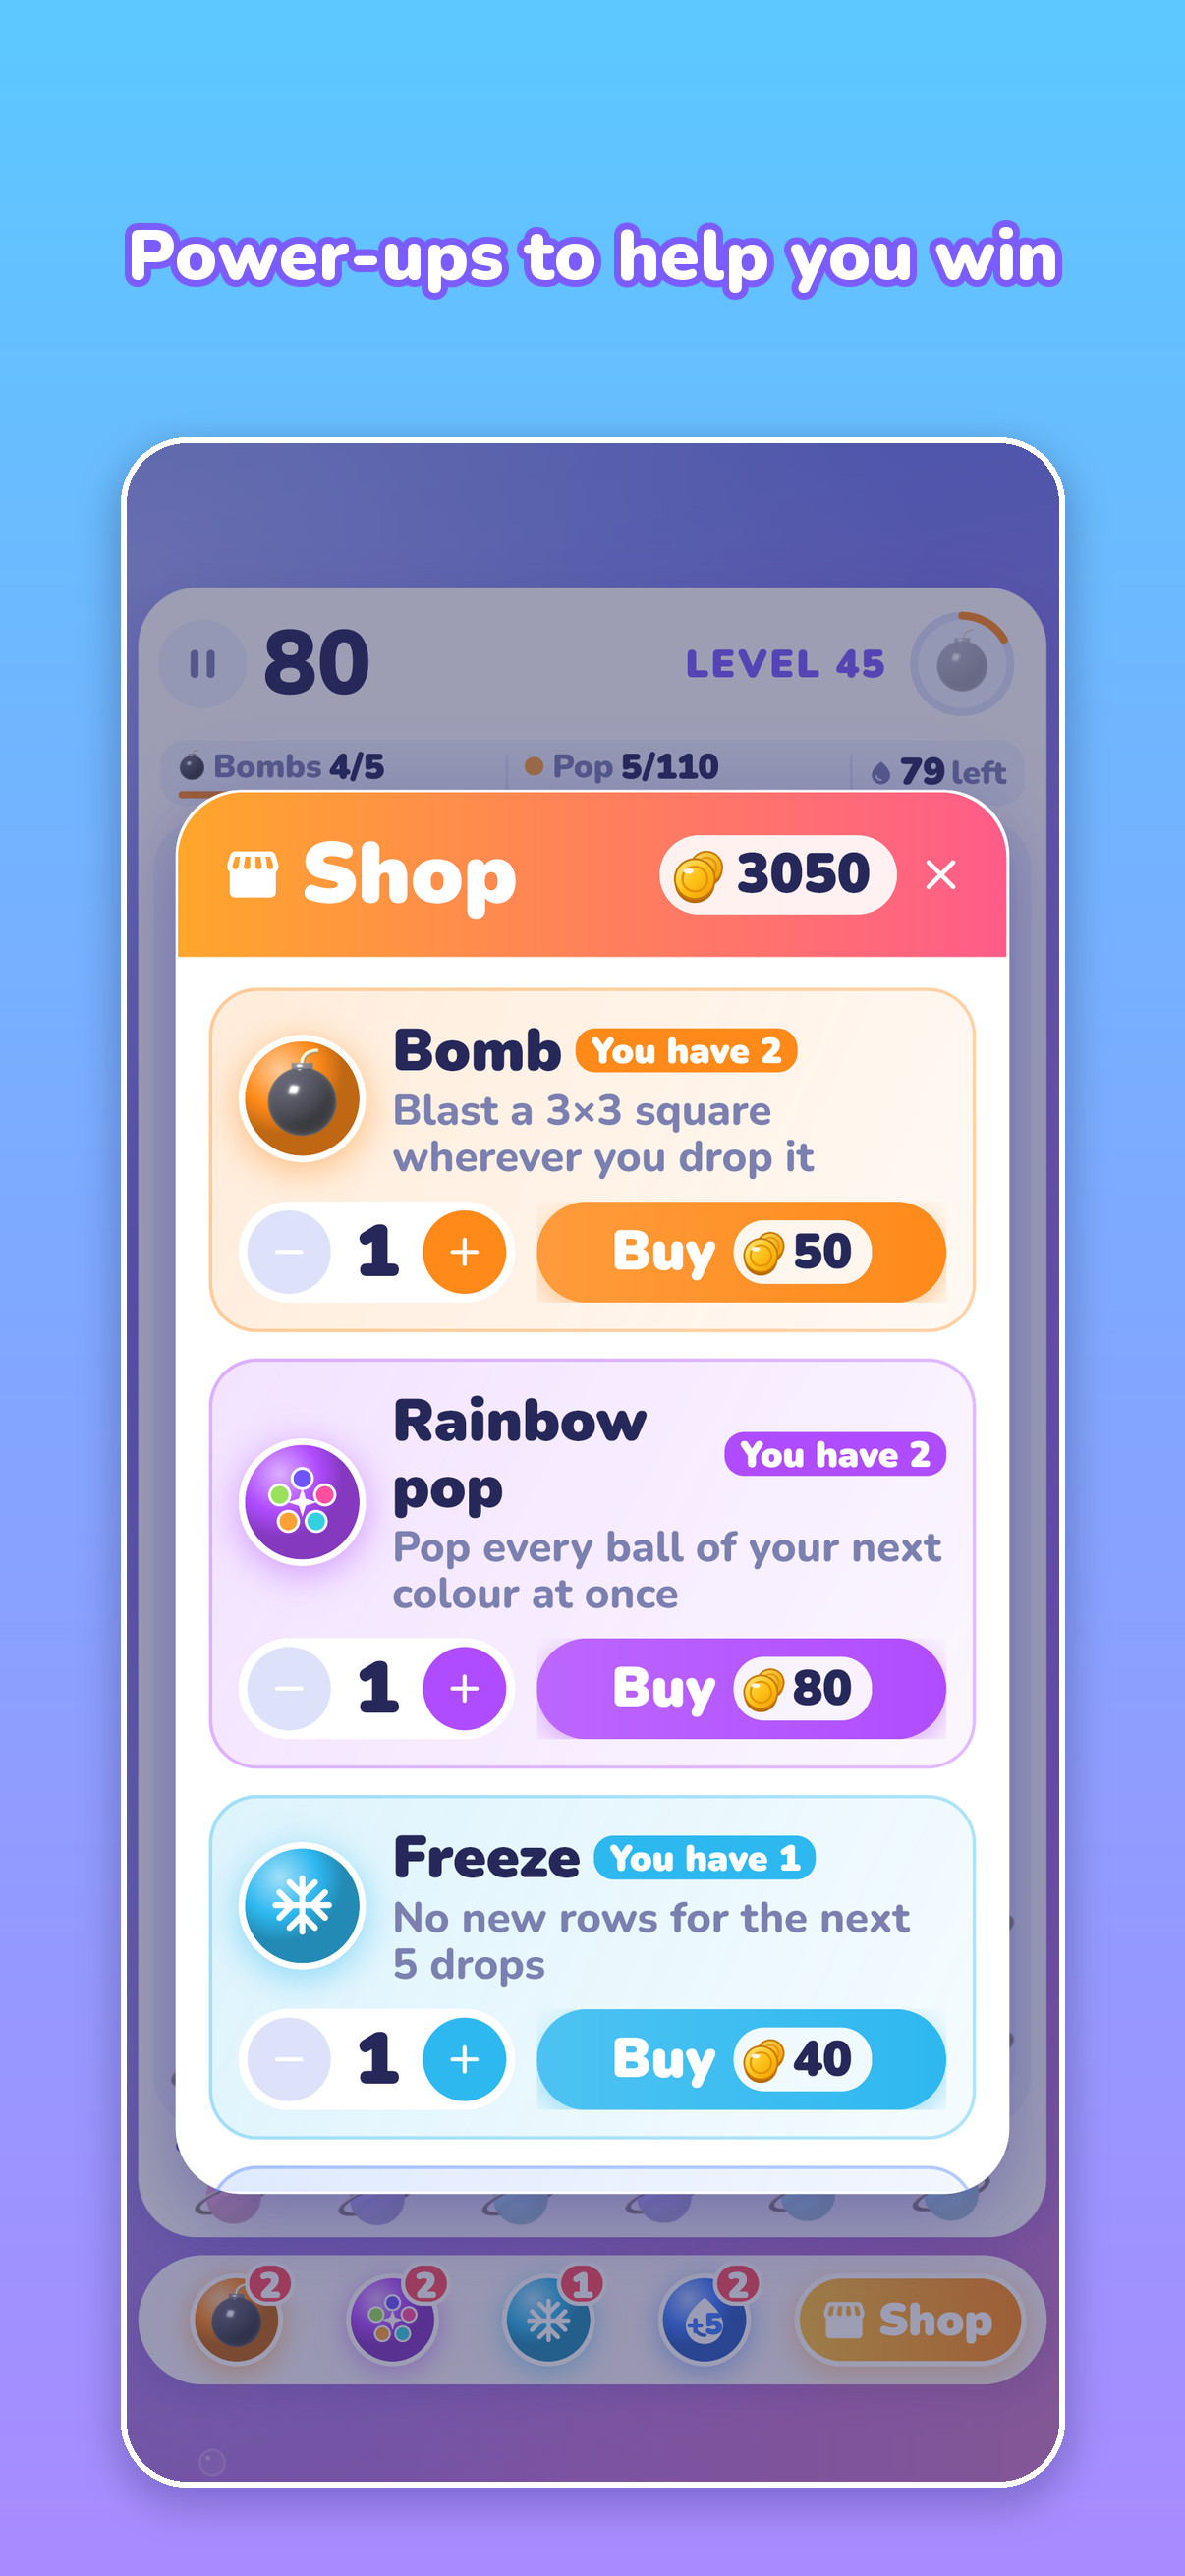 Power-ups to help you win
80
LEVEL 45
Bombs 4/5
Pop 5/110
79 left
Shop
3050
Bomb
You have 2
Blast a 3×3 square
wherever you drop it
1
Buy 50
Rainbow
pop
You have 2
Pop every ball of your next
colour at once
1
Buy 80
Freeze
You have 1
No new rows for the next
5 drops
1
Buy 40
2
2
1
2
+5
Shop